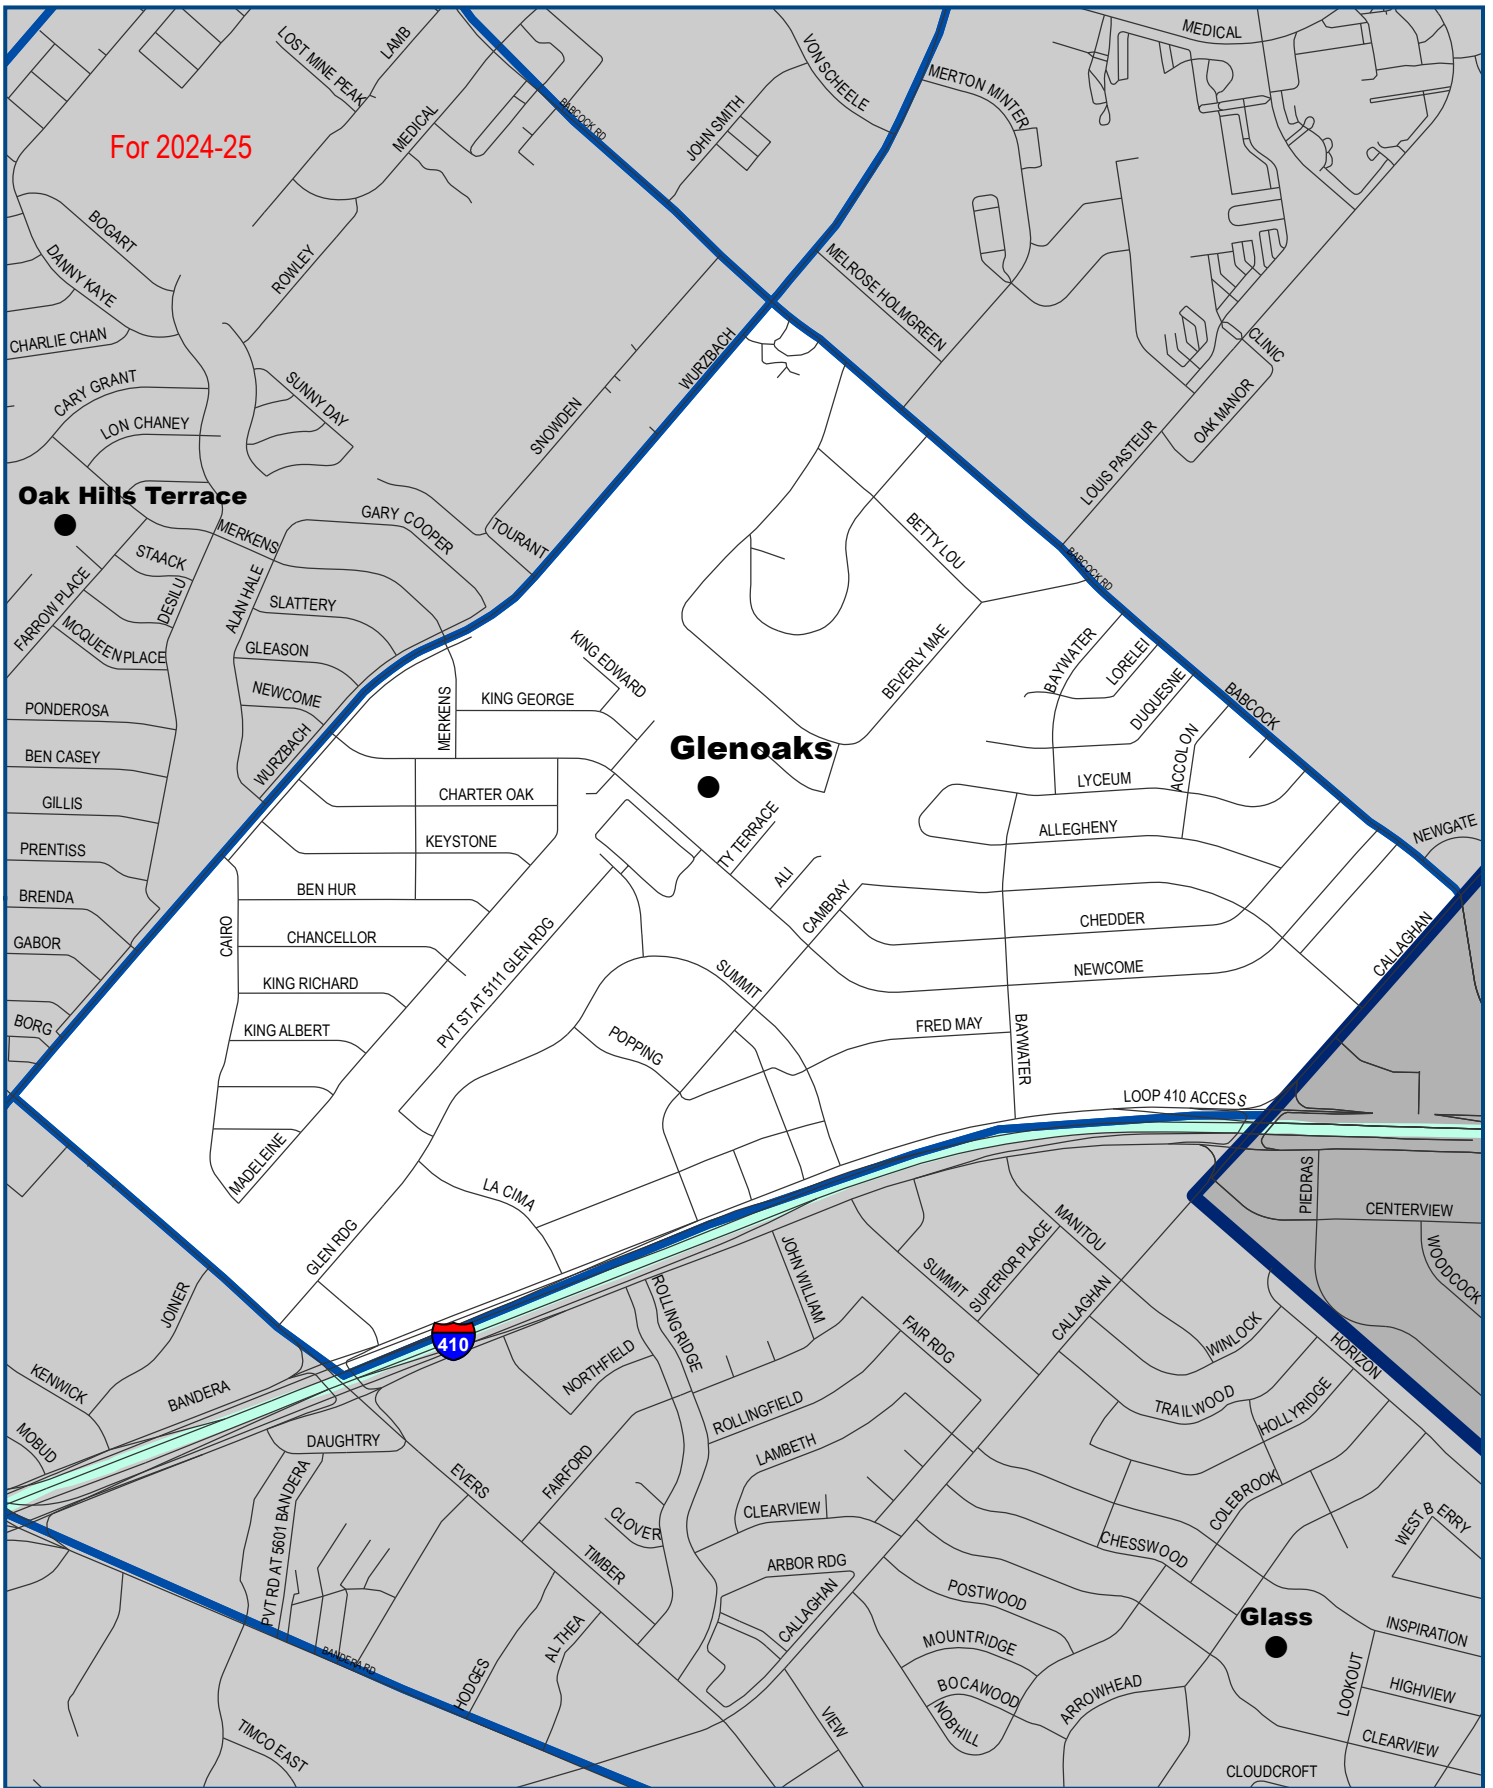 MEDICAL
LOST MINE PEAK
LAMB
VON SCHEELE
MERTON MINTER
For 2024-25
MEDICAL
BABCOCK RD
JOHN SMITH
BOGART
DANNY KAYE
ROWLEY
MELROSE HOLMGREEN
CHARLIE CHAN
WURZBACH
CLINIC
CARY GRANT
SUNNY DAY
LON CHANEY
SNOWDEN
OAK MANOR
LOUIS PASTEUR
Oak Hills Terrace
GARY COOPER
TOURANT
MERKENS
BETTY LOU
STAACK
BABCOCK RD
FARROW PLACE
DESILU
ALAN HALE
SLATTERY
MCQUEEN PLACE
GLEASON
KING EDWARD
BEVERLY MAE
BAYWATER
LORELEI
NEWCOME
KING GEORGE
DUQUESNE
BABCOCK
PONDEROSA
MERKENS
WURZBACH
Glenoaks
ACCOLON
BEN CASEY
LYCEUM
CHARTER OAK
GILLIS
ALLEGHENY
NEWGATE
KEYSTONE
TY TERRACE
PRENTISS
ALI
BEN HUR
BRENDA
CAMBRAY
CHEDDER
CAIRO
CHANCELLOR
GABOR
CALLAGHAN
PVT ST AT 5111 GLEN RDG
SUMMIT
NEWCOME
KING RICHARD
BORG
KING ALBERT
POPPING
FRED MAY
BAYWATER
LOOP 410 ACCESS
MADELEINE
LA CIMA
PIEDRAS
CENTERVIEW
GLEN RDG
MANITOU
WOODCOCK
JOHN WILLIAM
SUMMIT
SUPERIOR PLACE
JOINER
ROLLING RIDGE
CALLAGHAN
410
FAIR RDG
WINLOCK
HORIZON
NORTHFIELD
KENWICK
BANDERA
TRAILWOOD
HOLLYRIDGE
ROLLINGFIELD
MOBUD
DAUGHTRY
LAMBETH
EVERS
FAIRFORD
COLEBROOK
CLEARVIEW
WEST BERRY
CLOVER
CHESSWOOD
PVT RD AT 5601 BANDERA
TIMBER
ARBOR RDG
POSTWOOD
CALLAGHAN
Glass
ALTHEA
MOUNTRIDGE
INSPIRATION
BANDERA RD
HODGES
BOCAWOOD
ARROWHEAD
LOOKOUT
HIGHVIEW
NOBHILL
VIEW
TIMCO EAST
CLEARVIEW
CLOUDCROFT